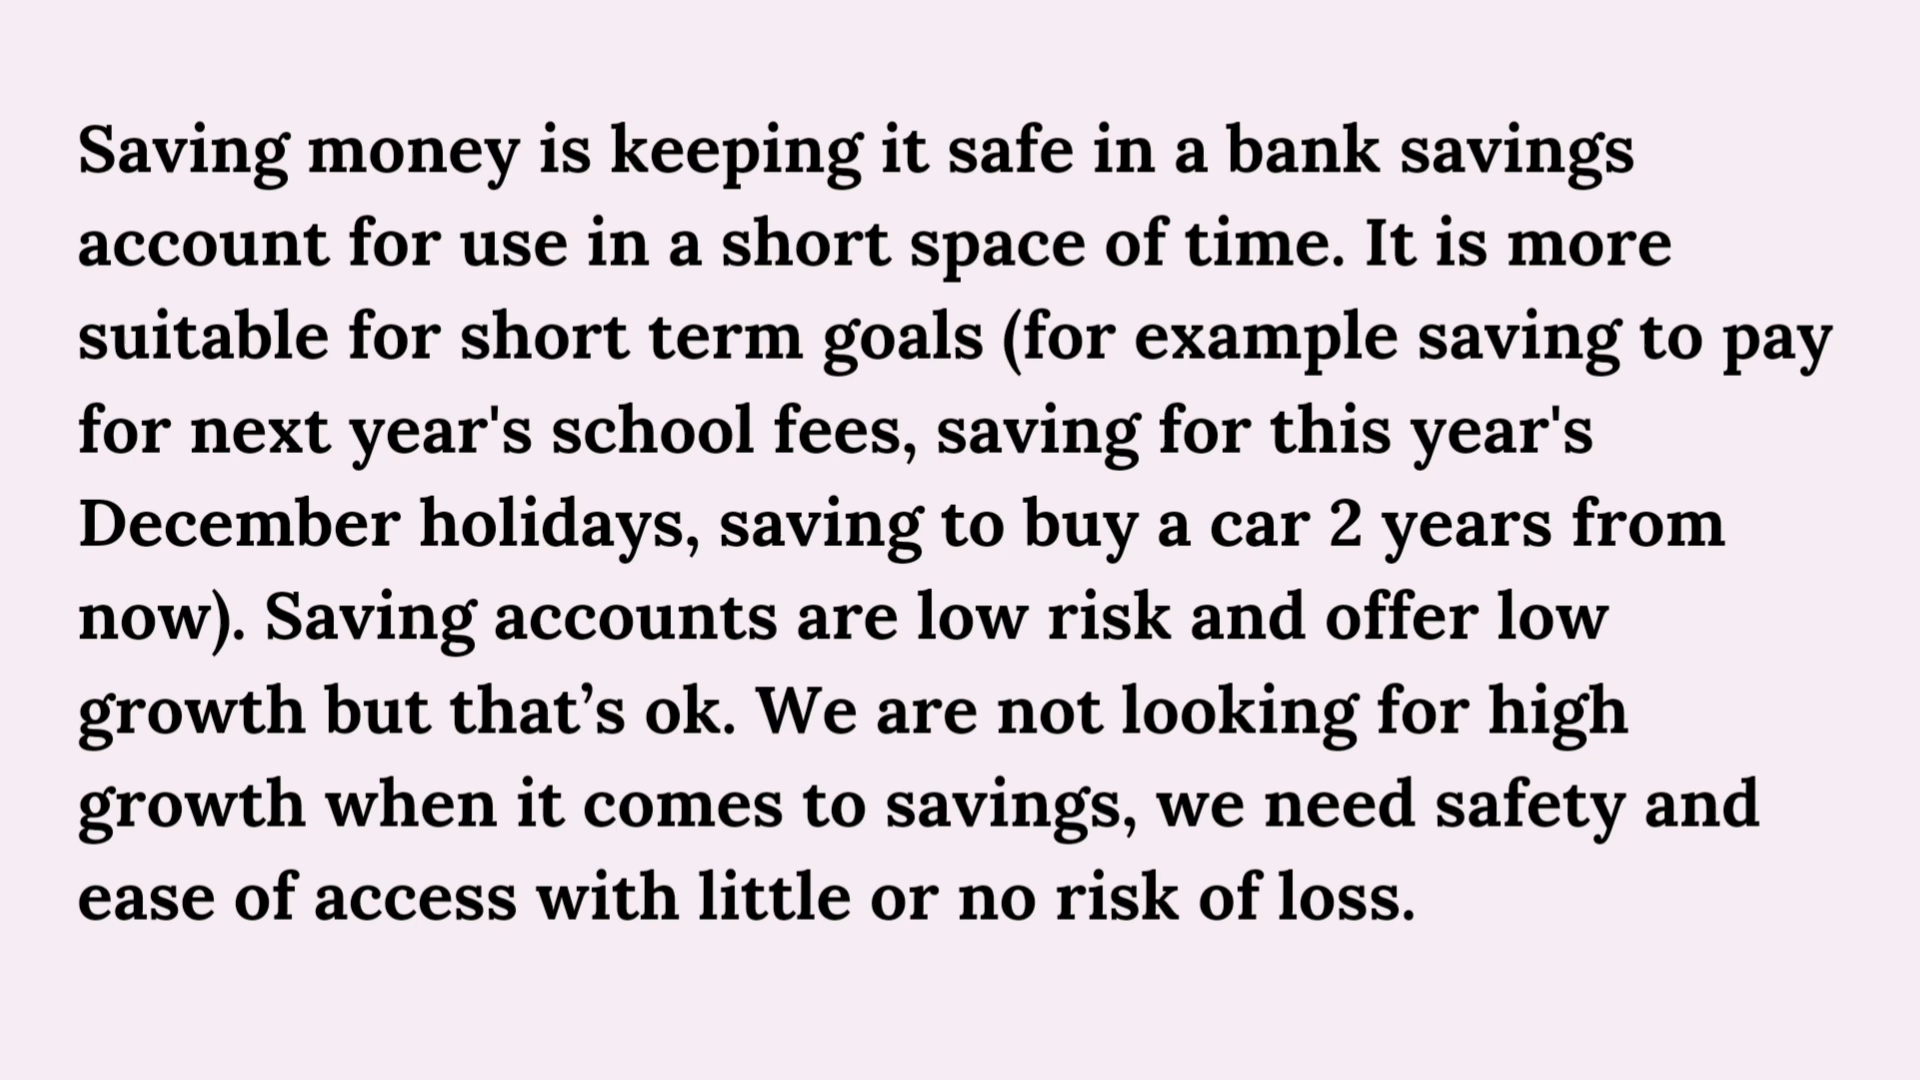 Saving money is keeping it safe in a bank savings
account for use in a short space of time. It is more
suitable for short term goals (for example saving to pay
for next year's school fees, saving for this year's
December holidays, saving to buy a car 2 years from
now). Saving accounts are low risk and offer low
growth but that’s ok. We are not looking for high
growth when it comes to savings, we need safety and
ease of access with little or no risk of loss.